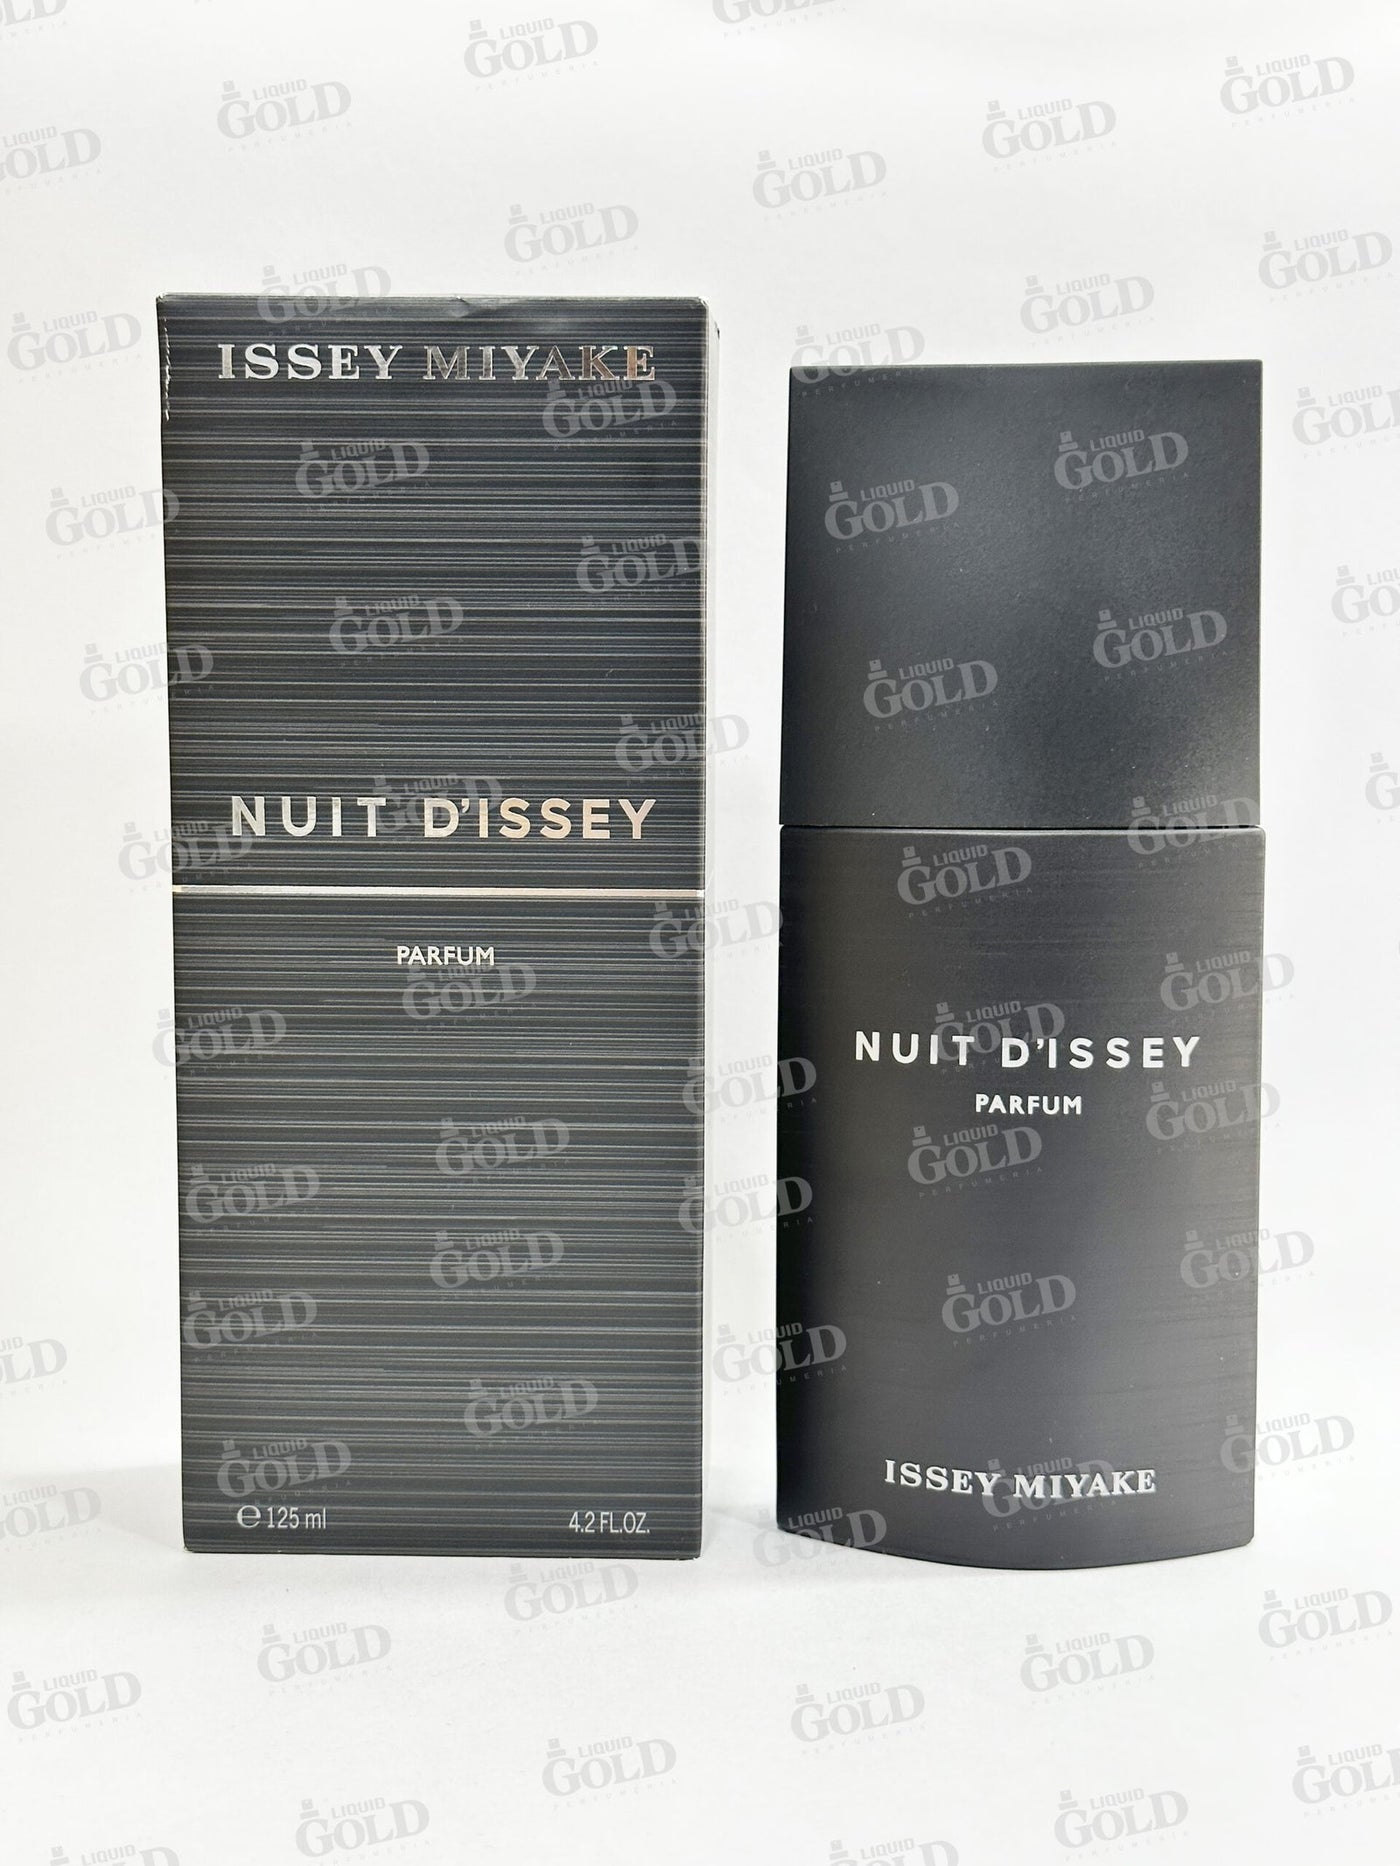 ISSEY MIYAKE
NUIT D'ISSEY
PARFUM
℮ 125 ml 4.2 FL.OZ.
NUIT D'ISSEY
PARFUM
ISSEY MIYAKE
LIQUID
GOLD
PERFUMERIA